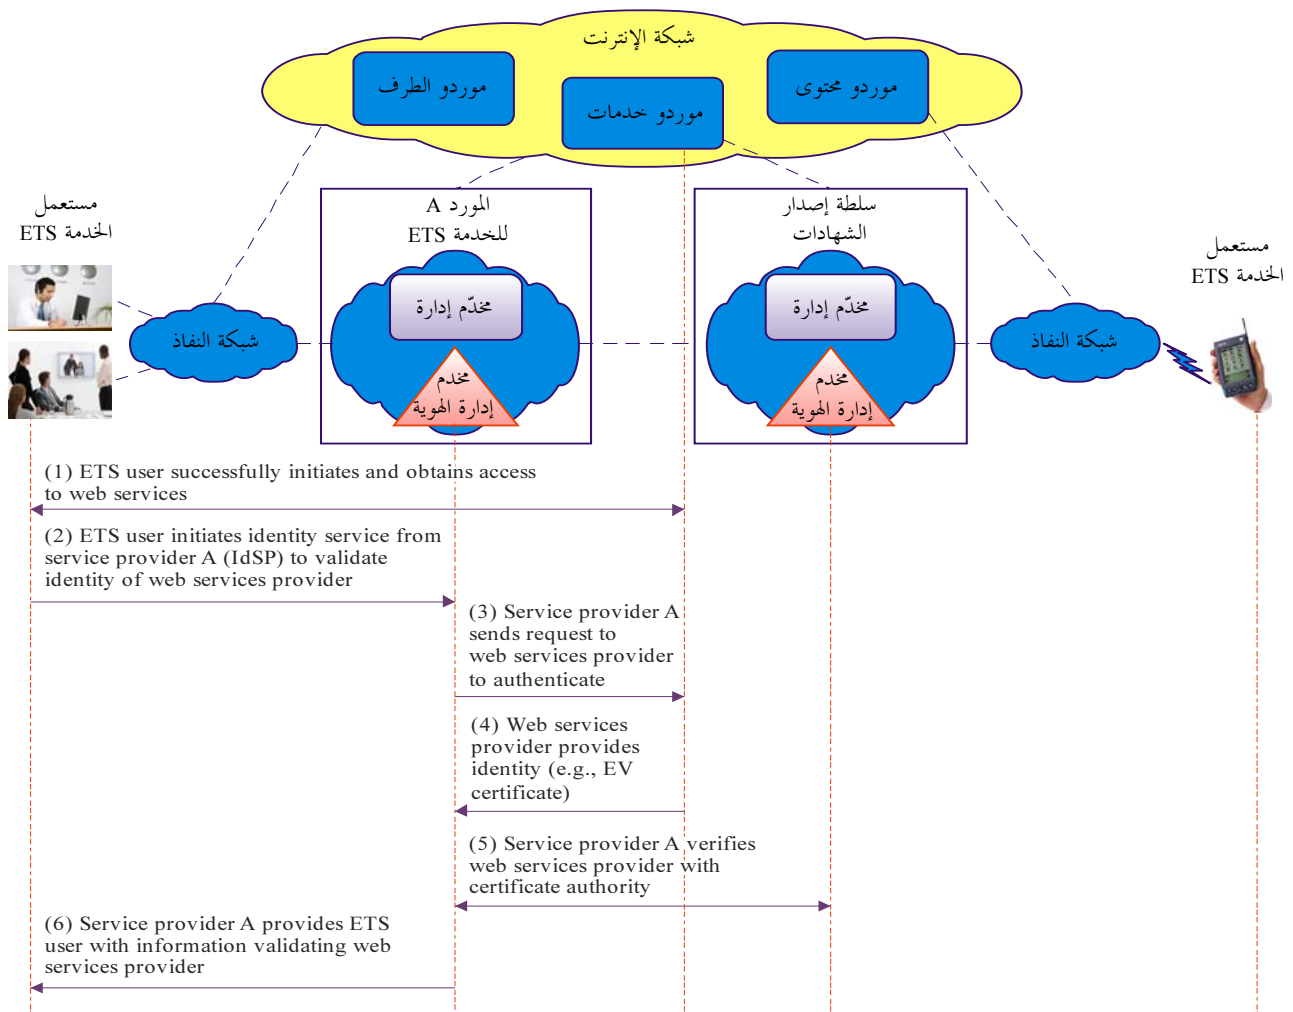 شبكة الإنترنت
موردو الطرف
موردو خدمات
موردو محتوى
مستعمل
الخدمة ETS
المورد A
للخدمة ETS
سلطة إصدار
الشهادات
مستعمل
الخدمة ETS
شبكة النفاذ
مخدّم إدارة
مخدم
إدارة الهوية
مخدّم إدارة
مخدم
إدارة الهوية
شبكة النفاذ
(1) ETS user successfully initiates and obtains access
to web services
(2) ETS user initiates identity service from
service provider A (IdSP) to validate
identity of web services provider
(3) Service provider A
sends request to
web services provider
to authenticate
(4) Web services
provider provides
identity (e.g., EV
certificate)
(5) Service provider A verifies
web services provider with
certificate authority
(6) Service provider A provides ETS
user with information validating web
services provider